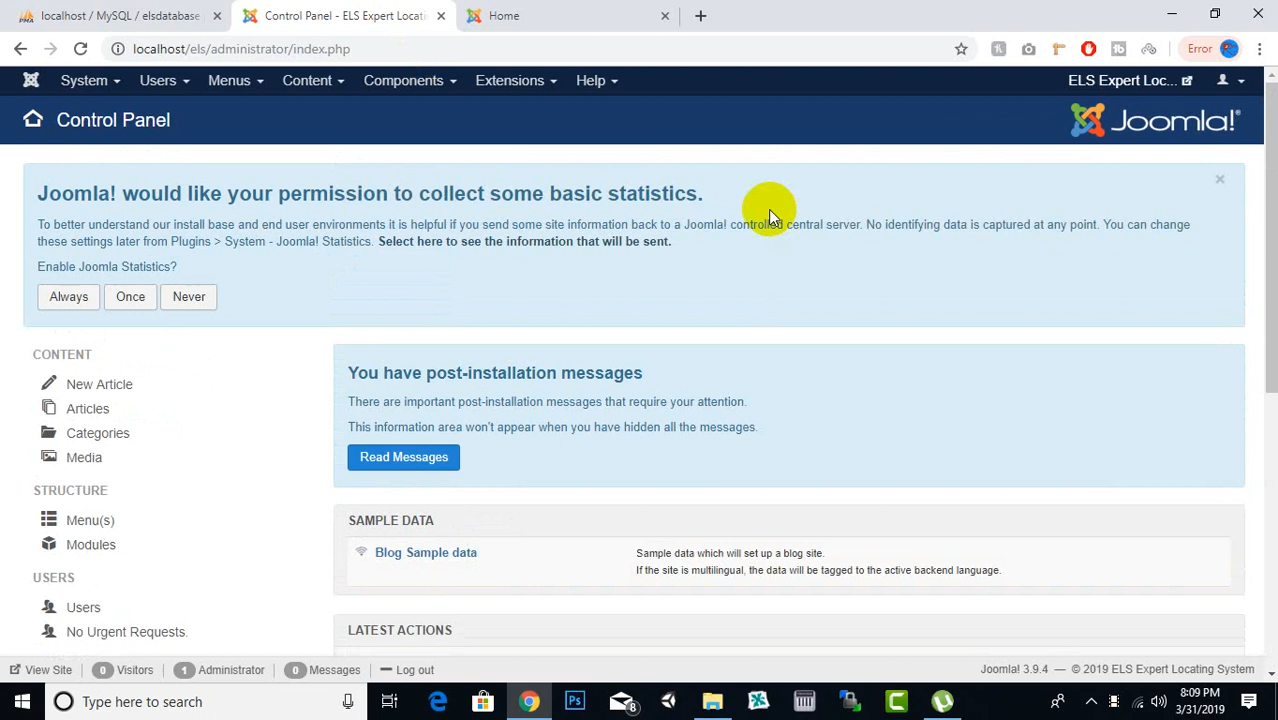 localhost / MySQL / elsdatabase
Control Panel - ELS Expert Locati
Home
localhost/els/administrator/index.php
Error
System Users Menus Content Components Extensions Help
ELS Expert Loc...
Control Panel
Joomla!®
Joomla! would like your permission to collect some basic statistics.
To better understand our install base and end user environments it is helpful if you send some site information back to a Joomla! controlled central server. No identifying data is captured at any point. You can change
these settings later from Plugins > System - Joomla! Statistics. Select here to see the information that will be sent.
Enable Joomla Statistics?
Always Once Never
CONTENT
New Article
Articles
Categories
Media
STRUCTURE
Menu(s)
Modules
USERS
Users
No Urgent Requests.
You have post-installation messages
There are important post-installation messages that require your attention.
This information area won't appear when you have hidden all the messages.
Read Messages
SAMPLE DATA
Blog Sample data
Sample data which will set up a blog site.
If the site is multilingual, the data will be tagged to the active backend language.
LATEST ACTIONS
View Site 0 Visitors 1 Administrator 0 Messages Log out
Joomla! 3.9.4 — © 2019 ELS Expert Locating System
Type here to search
Ps
8
8:09 PM
3/31/2019